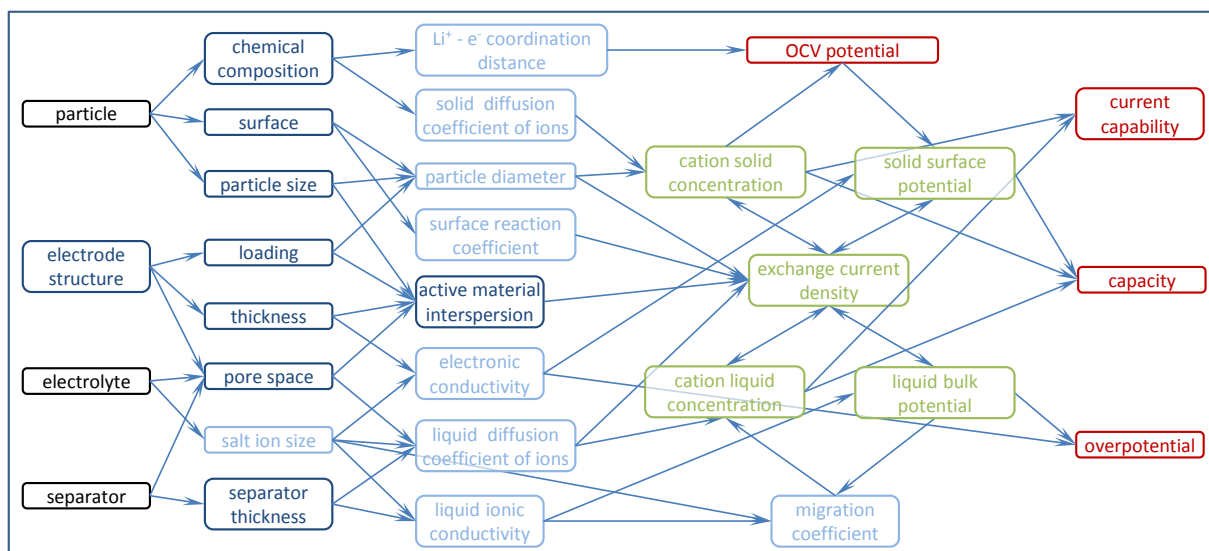 particle
electrode
structure
electrolyte
separator
chemical
composition
surface
particle size
loading
thickness
pore space
salt ion size
separator
thickness
Li⁺ - e⁻ coordination
distance
solid diffusion
coefficient of ions
particle diameter
surface reaction
coefficient
active material
interspersion
electronic
conductivity
liquid diffusion
coefficient of ions
liquid ionic
conductivity
OCV potential
cation solid
concentration
solid surface
potential
exchange current
density
cation liquid
concentration
liquid bulk
potential
migration
coefficient
current
capability
capacity
overpotential